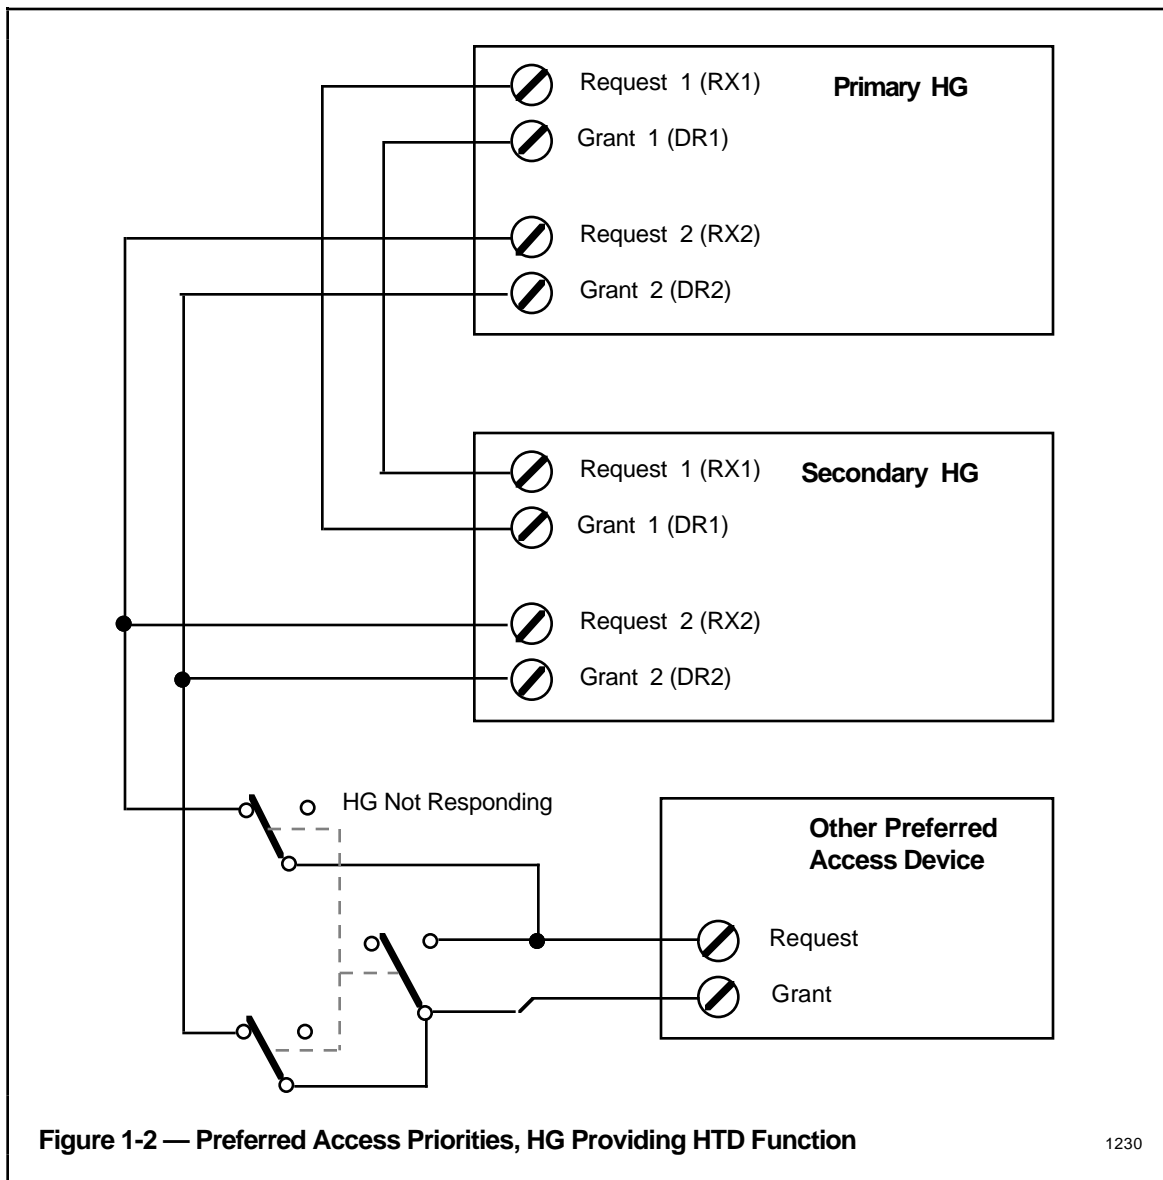 Request 1 (RX1)
Primary HG
Grant 1 (DR1)
Request 2 (RX2)
Grant 2 (DR2)
Request 1 (RX1)
Secondary HG
Grant 1 (DR1)
Request 2 (RX2)
Grant 2 (DR2)
HG Not Responding
Other Preferred
Access Device
Request
Grant
Figure 1-2 — Preferred Access Priorities, HG Providing HTD Function
1230